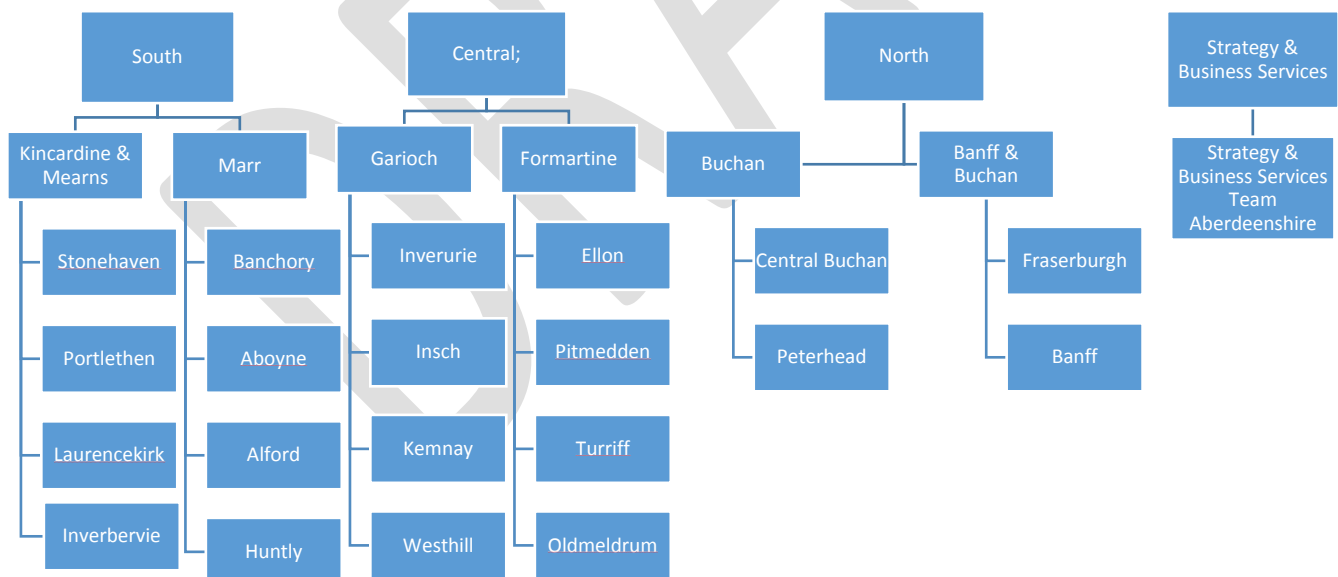 South
Central;
North
Strategy &
Business Services
Kincardine &
Mearns
Marr
Garioch
Formartine
Buchan
Banff &
Buchan
Strategy &
Business Services
Team
Aberdeenshire
Stonehaven
Banchory
Inverurie
Ellon
Central Buchan
Fraserburgh
Portlethen
Aboyne
Insch
Pitmedden
Peterhead
Banff
Laurencekirk
Alford
Kemnay
Turriff
Inverbervie
Huntly
Westhill
Oldmeldrum